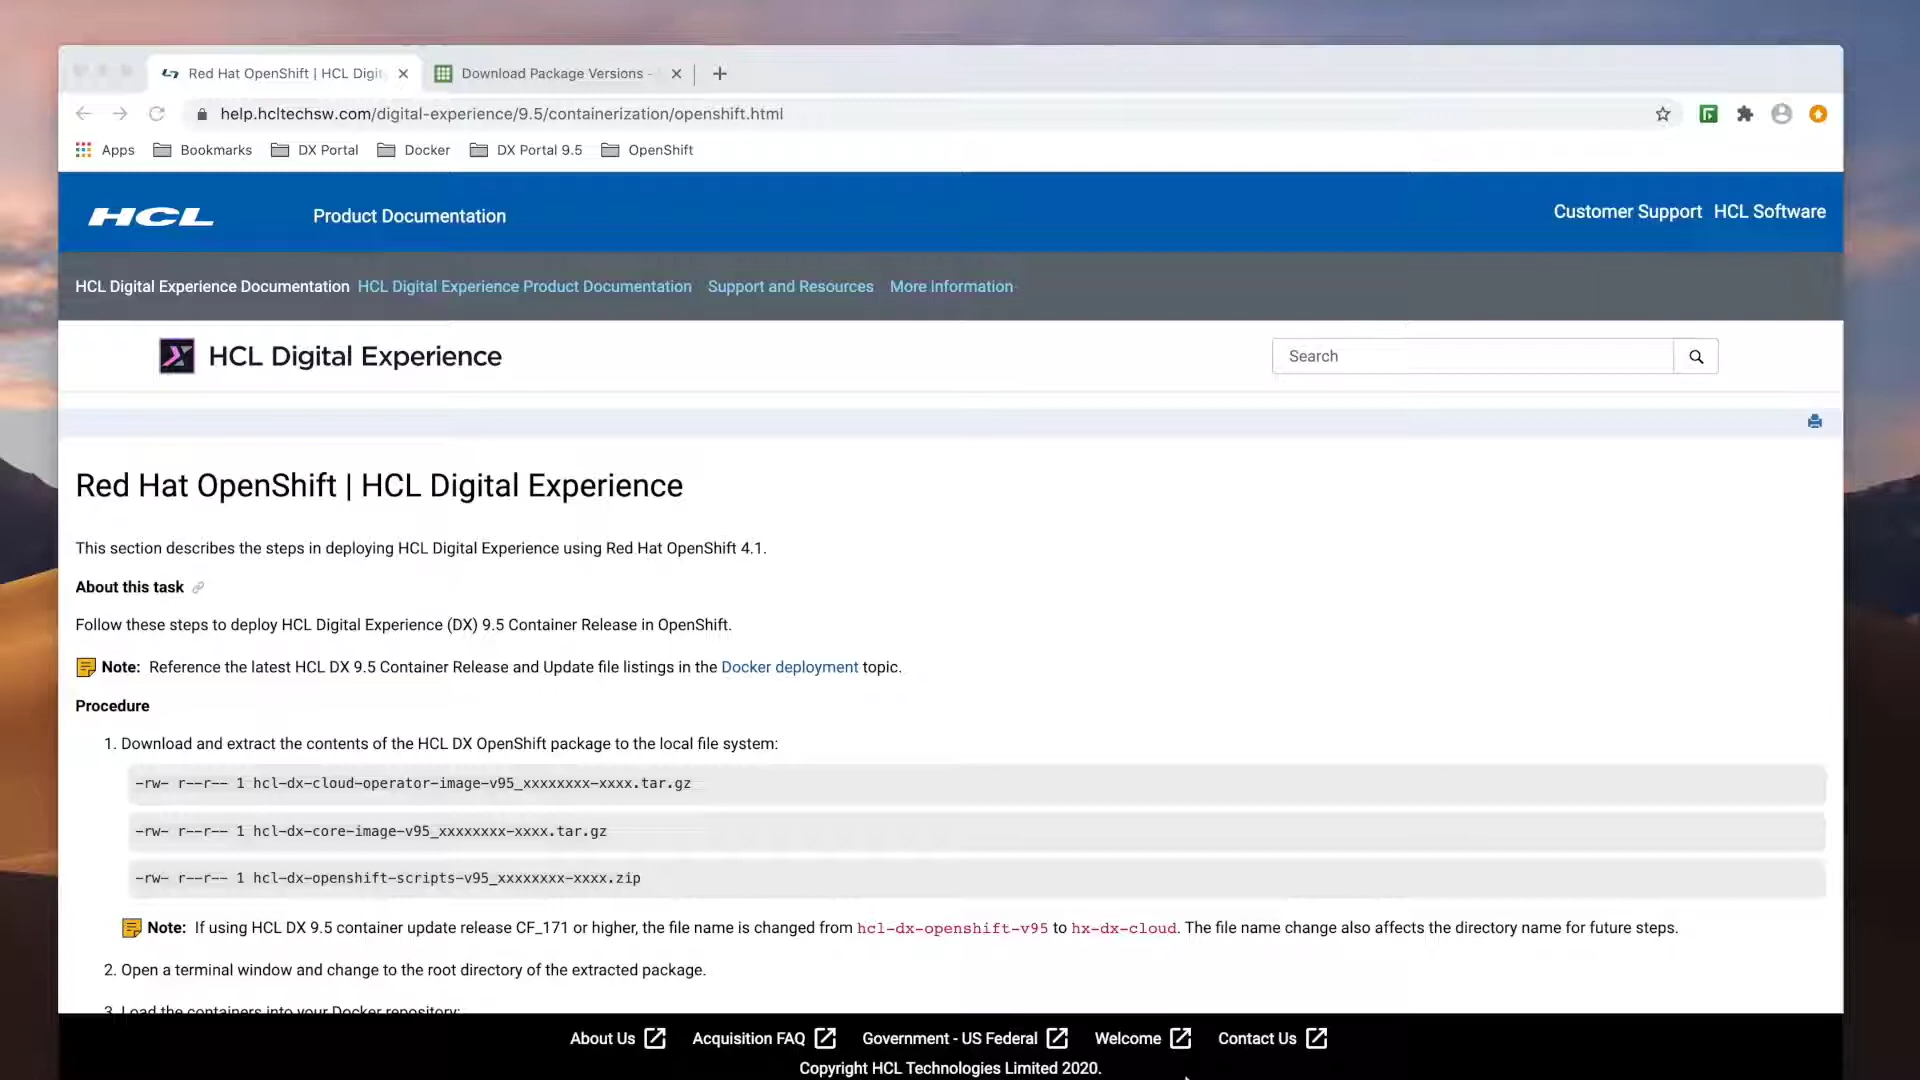 Red Hat OpenShift | HCL Digit
Download Package Versions -
help.hcltechsw.com/digital-experience/9.5/containerization/openshift.html
Apps Bookmarks DX Portal Docker DX Portal 9.5 OpenShift
HCL Product Documentation Customer Support HCL Software
HCL Digital Experience Documentation HCL Digital Experience Product Documentation Support and Resources More Information
HCL Digital Experience Search
Red Hat OpenShift | HCL Digital Experience
This section describes the steps in deploying HCL Digital Experience using Red Hat OpenShift 4.1.
About this task
Follow these steps to deploy HCL Digital Experience (DX) 9.5 Container Release in OpenShift.
Note: Reference the latest HCL DX 9.5 Container Release and Update file listings in the Docker deployment topic.
Procedure
1. Download and extract the contents of the HCL DX OpenShift package to the local file system:
-rw- r--r-- 1 hcl-dx-cloud-operator-image-v95_xxxxxxxx-xxxx.tar.gz
-rw- r--r-- 1 hcl-dx-core-image-v95_xxxxxxxx-xxxx.tar.gz
-rw- r--r-- 1 hcl-dx-openshift-scripts-v95_xxxxxxxx-xxxx.zip
Note: If using HCL DX 9.5 container update release CF_171 or higher, the file name is changed from hcl-dx-openshift-v95 to hx-dx-cloud. The file name change also affects the directory name for future steps.
2. Open a terminal window and change to the root directory of the extracted package.
3. Load the containers into your Docker repository:
About Us Acquisition FAQ Government - US Federal Welcome Contact Us
Copyright HCL Technologies Limited 2020.